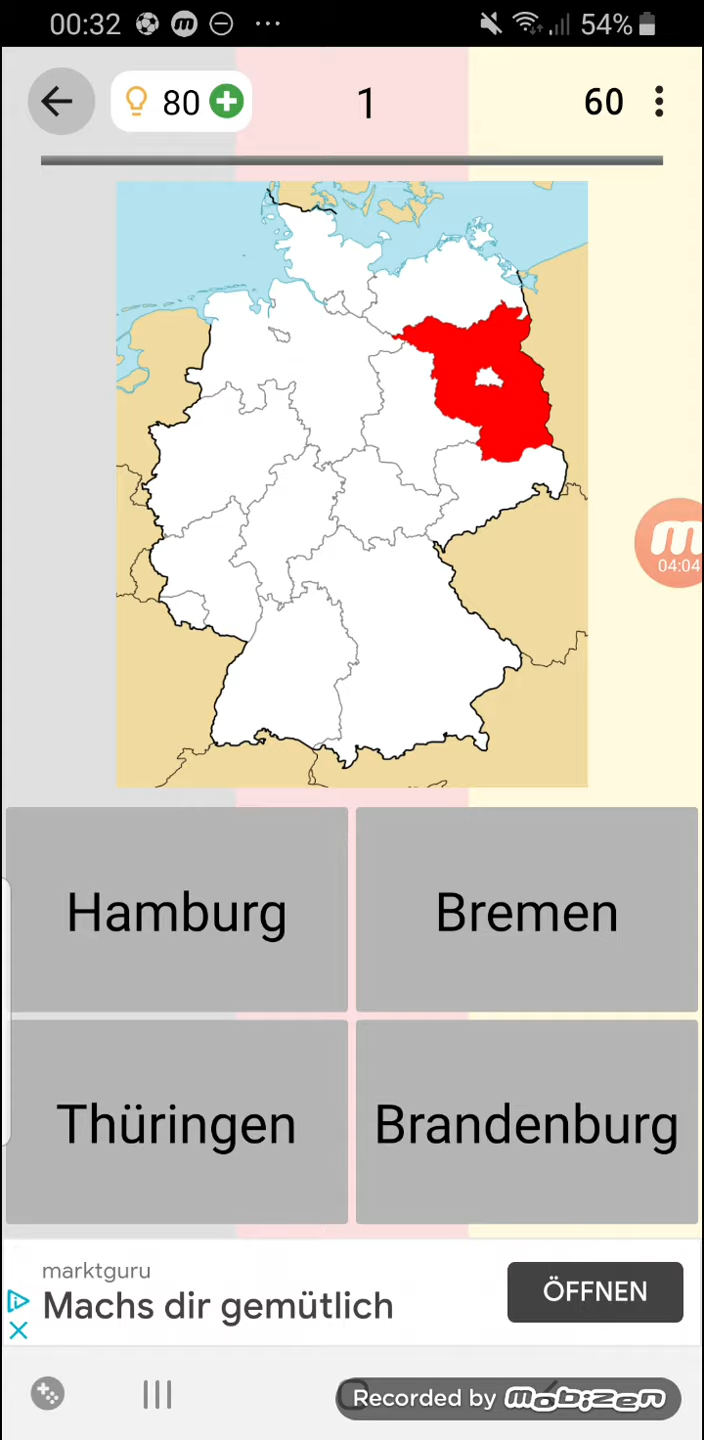 00:32 m ... 54%
80 1 60
m
04:04
Hamburg Bremen
Thüringen Brandenburg
marktguru
Machs dir gemütlich
ÖFFNEN
Recorded by mobizen